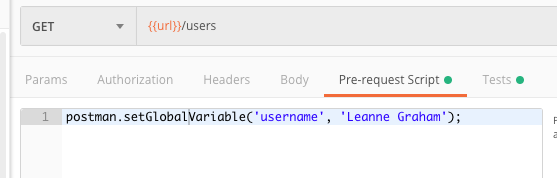 GET {{url}}/users
Params Authorization Headers Body Pre-request Script Tests
1 postman.setGlobalVariable('username', 'Leanne Graham');